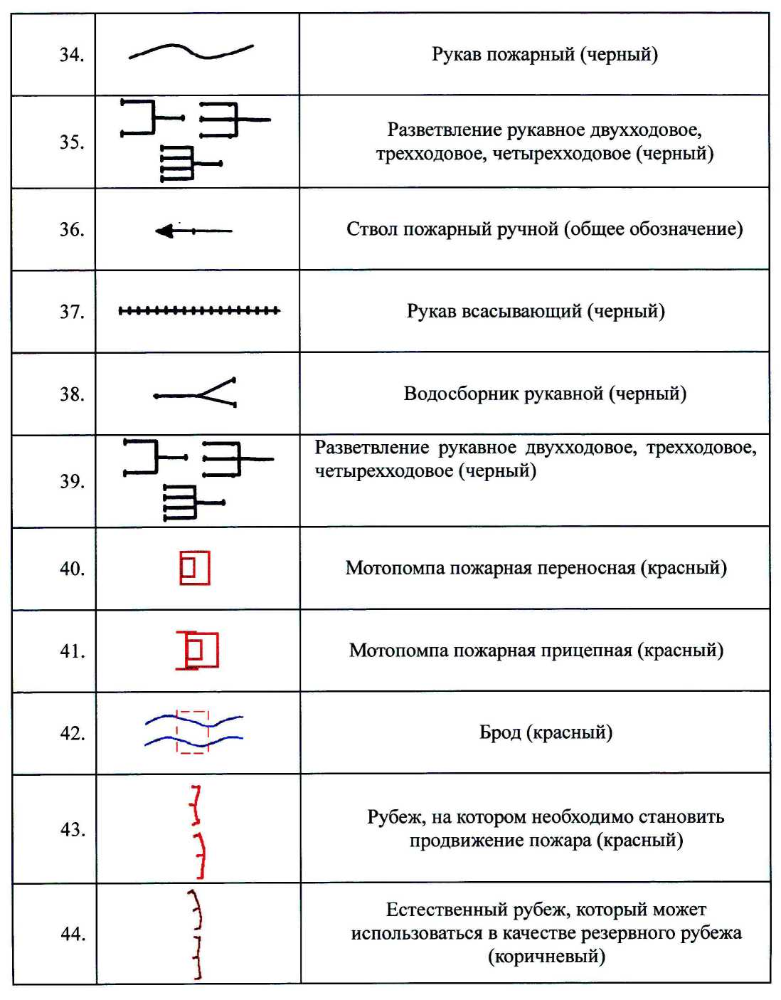 34. Рукав пожарный (черный)
35. Разветвление рукавное двухходовое,
трехходовое, четырехходовое (черный)
36. Ствол пожарный ручной (общее обозначение)
37. Рукав всасывающий (черный)
38. Водосборник рукавной (черный)
39. Разветвление рукавное двухходовое, трехходовое,
четырехходовое (черный)
40. Мотопомпа пожарная переносная (красный)
41. Мотопомпа пожарная прицепная (красный)
42. Брод (красный)
43. Рубеж, на котором необходимо становить
продвижение пожара (красный)
44. Естественный рубеж, который может
использоваться в качестве резервного рубежа
(коричневый)